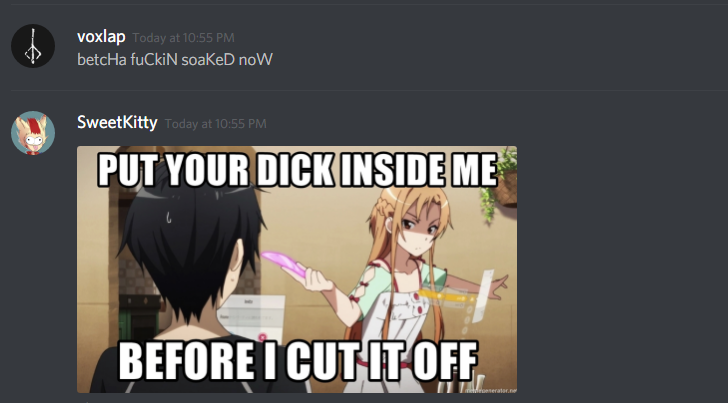 voxlap Today at 10:55 PM
betcHa fuCkiN soaKeD noW
SweetKitty Today at 10:55 PM
PUT YOUR DICK INSIDE ME
BEFORE I CUT IT OFF